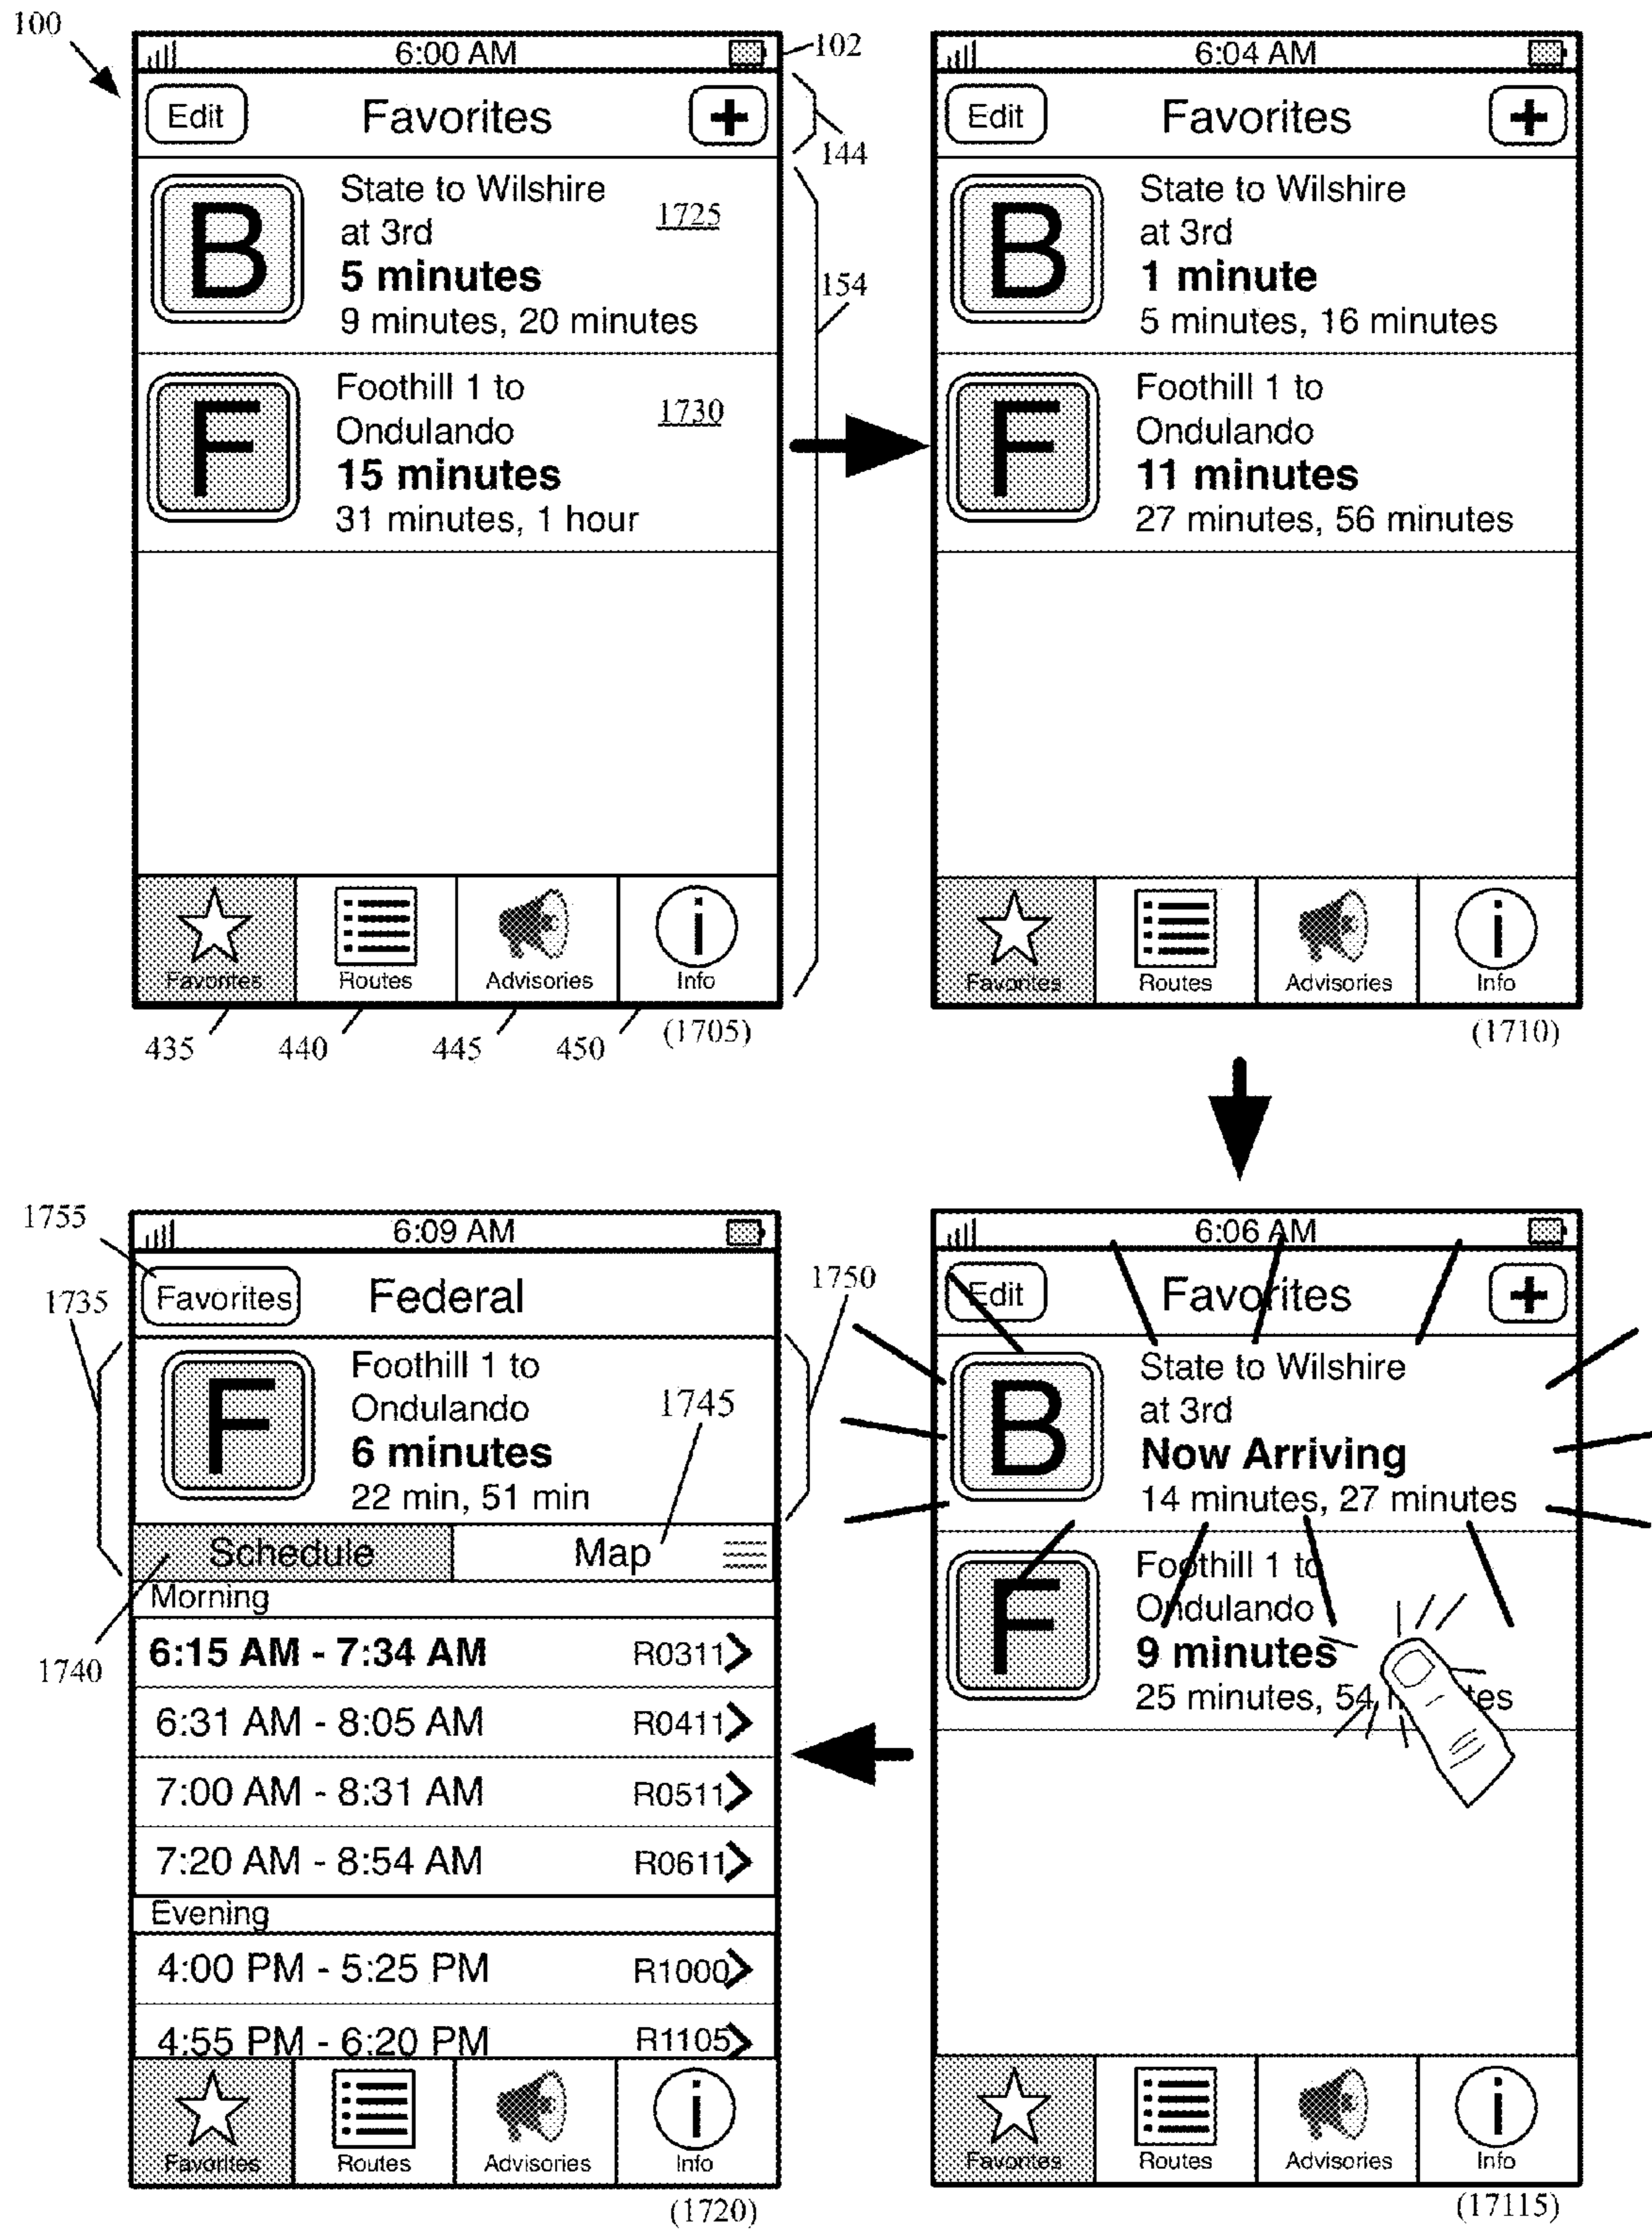 100
6:00 AM
102
Edit
Favorites
+
144
B
State to Wilshire
at 3rd
5 minutes
9 minutes, 20 minutes
1725
154
F
Foothill 1 to
Ondulando
15 minutes
31 minutes, 1 hour
1730
Favorites
Routes
Advisories
i
Info
435
440
445
450
(1705)
6:04 AM
Edit
Favorites
+
B
State to Wilshire
at 3rd
1 minute
5 minutes, 16 minutes
F
Foothill 1 to
Ondulando
11 minutes
27 minutes, 56 minutes
Favorites
Routes
Advisories
i
Info
(1710)
1755
6:09 AM
Favorites
Federal
1735
1750
F
Foothill 1 to
Ondulando
6 minutes
22 min, 51 min
1745
Schedule
Map
1740
Morning
6:15 AM - 7:34 AM R0311
6:31 AM - 8:05 AM R0411
7:00 AM - 8:31 AM R0511
7:20 AM - 8:54 AM R0611
Evening
4:00 PM - 5:25 PM R1000
4:55 PM - 6:20 PM R1105
Favorites
Routes
Advisories
i
Info
(1720)
6:06 AM
Edit
Favorites
+
B
State to Wilshire
at 3rd
Now Arriving
14 minutes, 27 minutes
F
Foothill 1 to
Ondulando
9 minutes
25 minutes, 54
Favorites
Routes
Advisories
i
Info
(17115)